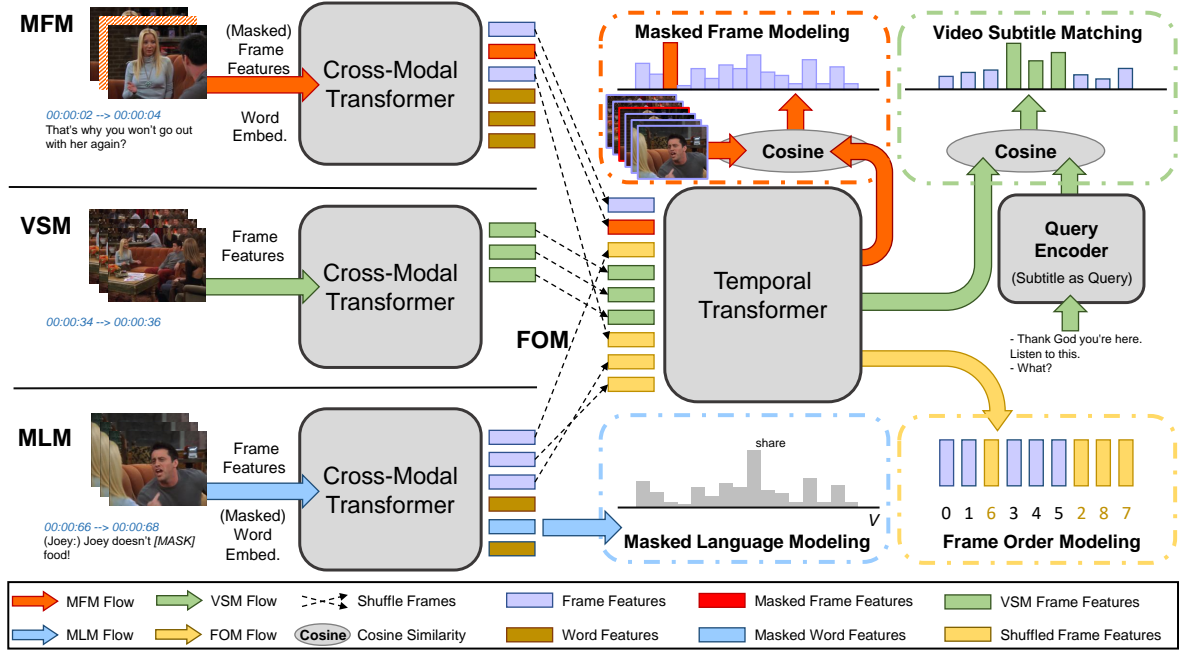 MFM
(Masked)
Frame
Features
Word
Embed.
00:00:02 --> 00:00:04
That's why you won't go out
with her again?
Cross-Modal
Transformer
VSM
Frame
Features
00:00:34 --> 00:00:36
Cross-Modal
Transformer
MLM
Frame
Features
(Masked)
Word
Embed.
00:00:66 --> 00:00:68
(Joey:) Joey doesn't [MASK]
food!
Cross-Modal
Transformer
FOM
Temporal
Transformer
Masked Frame Modeling
Cosine
Video Subtitle Matching
Cosine
Query
Encoder
(Subtitle as Query)
- Thank God you're here.
Listen to this.
- What?
share
V
Masked Language Modeling
0 1 6 3 4 5 2 8 7
Frame Order Modeling
MFM Flow
VSM Flow
Shuffle Frames
Frame Features
Masked Frame Features
VSM Frame Features
MLM Flow
FOM Flow
Cosine
Cosine Similarity
Word Features
Masked Word Features
Shuffled Frame Features